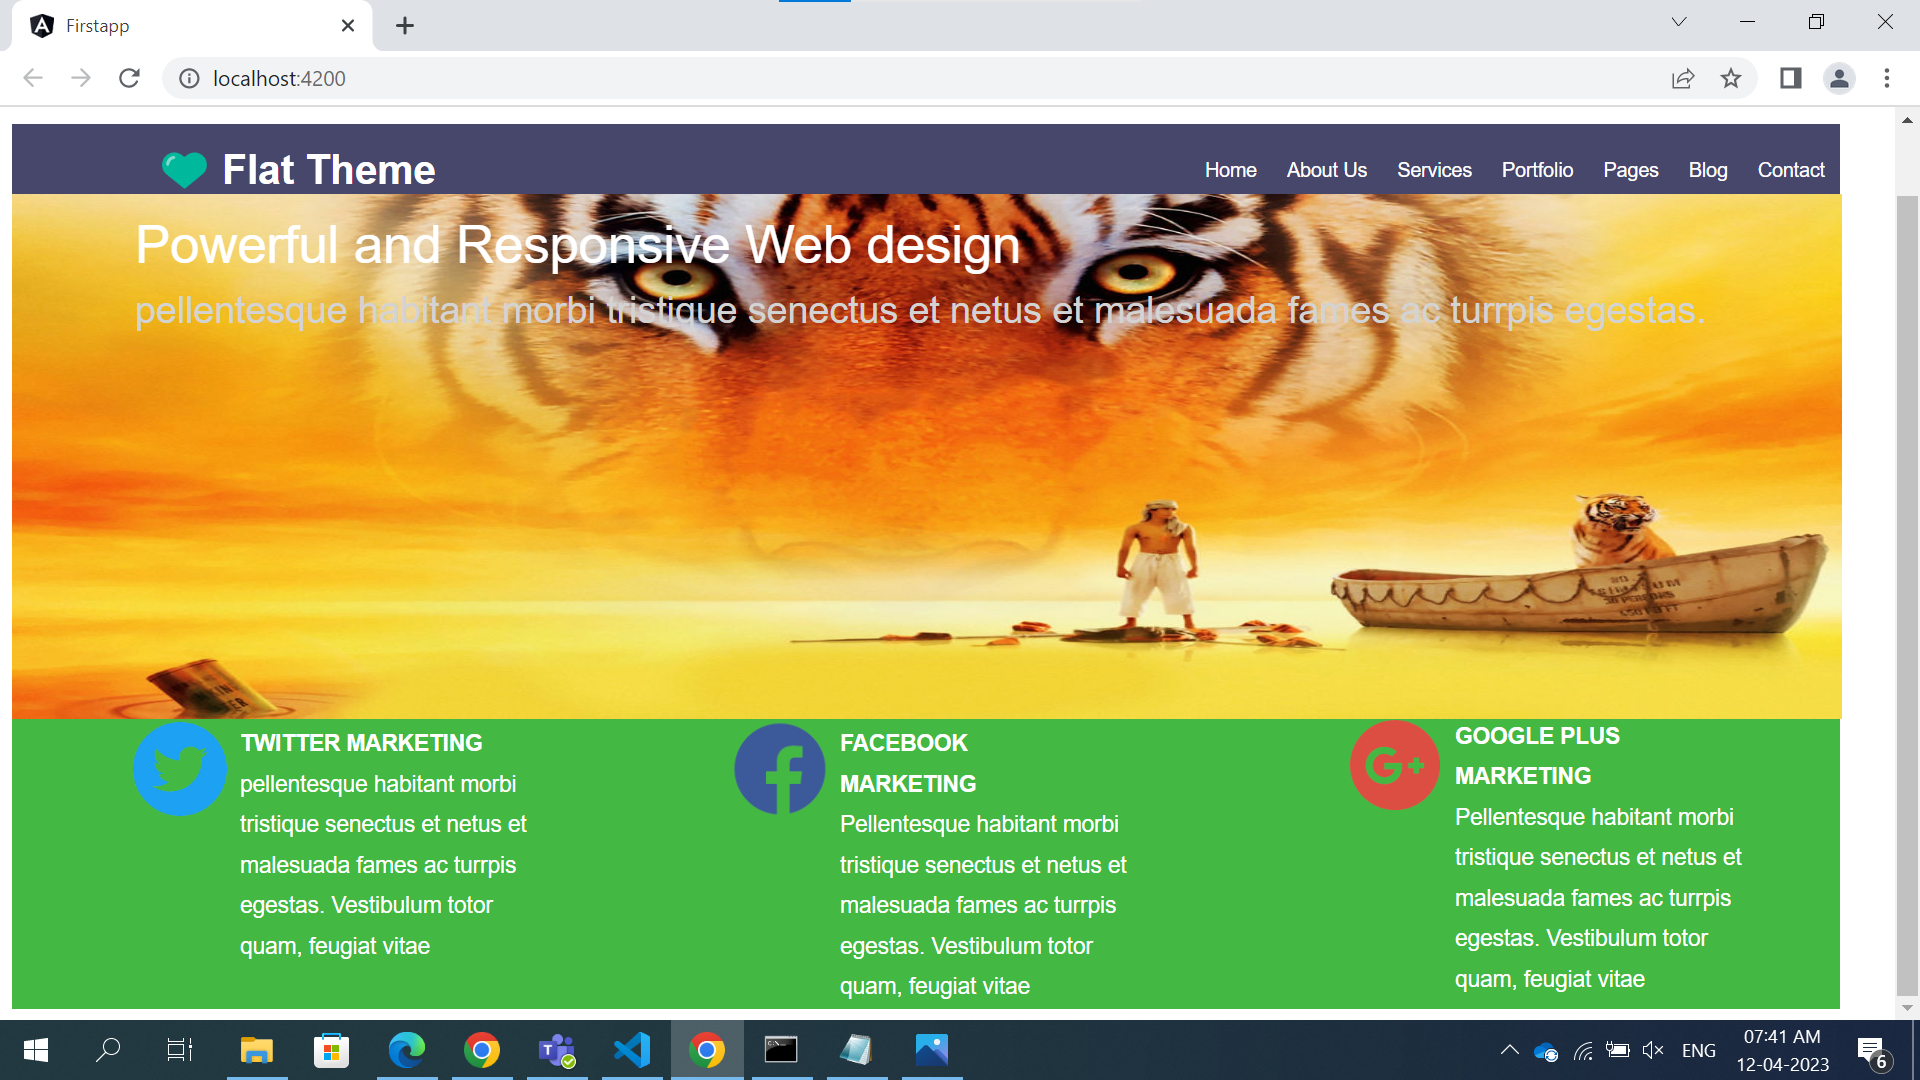 Firstapp
localhost:4200
Flat Theme
Home About Us Services Portfolio Pages Blog Contact
Powerful and Responsive Web design
pellentesque habitant morbi tristique senectus et netus et malesuada fames ac turrpis egestas.
TWITTER MARKETING
pellentesque habitant morbi
tristique senectus et netus et
malesuada fames ac turrpis
egestas. Vestibulum totor
quam, feugiat vitae
FACEBOOK
MARKETING
Pellentesque habitant morbi
tristique senectus et netus et
malesuada fames ac turrpis
egestas. Vestibulum totor
quam, feugiat vitae
GOOGLE PLUS
MARKETING
Pellentesque habitant morbi
tristique senectus et netus et
malesuada fames ac turrpis
egestas. Vestibulum totor
quam, feugiat vitae
ENG
07:41 AM
12-04-2023
6